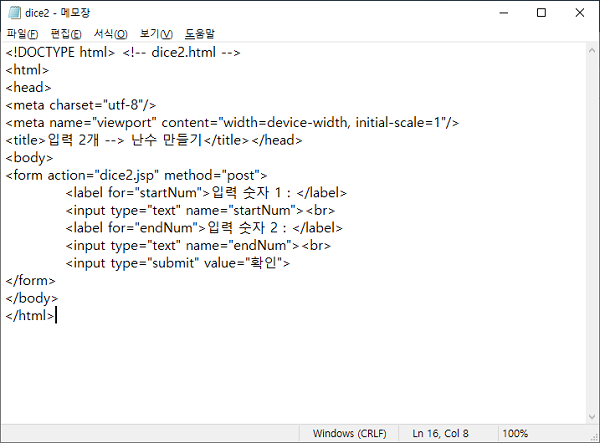 dice2 - 메모장
파일(F) 편집(E) 서식(O) 보기(V) 도움말
<!DOCTYPE html> <!-- dice2.html -->
<html>
<head>
<meta charset="utf-8"/>
<meta name="viewport" content="width=device-width, initial-scale=1"/>
<title>입력 2개 --> 난수 만들기</title></head>
<body>
<form action="dice2.jsp" method="post">
<label for="startNum">입력 숫자 1 : </label>
<input type="text" name="startNum"><br>
<label for="endNum">입력 숫자 2 : </label>
<input type="text" name="endNum"><br>
<input type="submit" value="확인">
</form>
</body>
</html>
Windows (CRLF) Ln 16, Col 8 100%